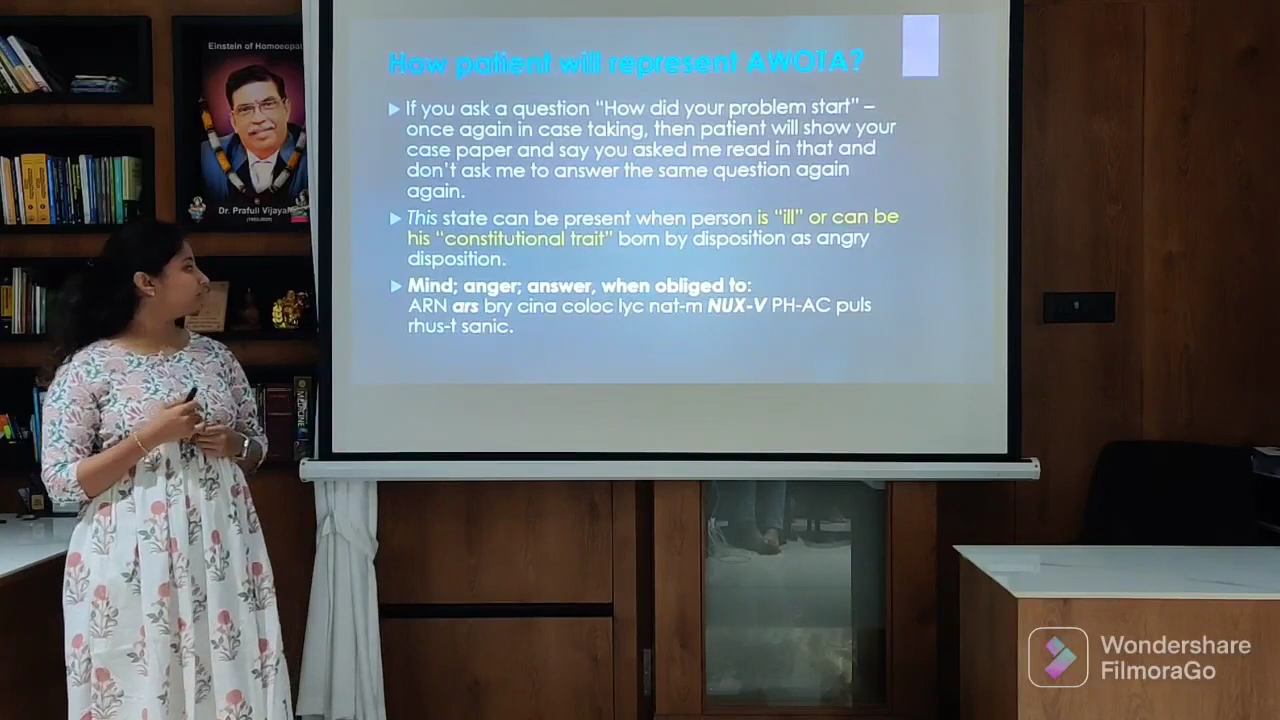 Einstein of Homoeopat
Dr. Prafull Vijayak
How patient will represent AWOTA?
If you ask a question “How did your problem start” –
once again in case taking, then patient will show your
case paper and say you asked me read in that and
don’t ask me to answer the same question again
again.
This state can be present when person is “ill” or can be
his “constitutional trait” born by disposition as angry
disposition.
Mind; anger; answer, when obliged to:
ARN ars bry cina coloc lyc nat-m NUX-V PH-AC puls
rhus-t sanic.
MEDICINE
Wondershare
FilmoraGo